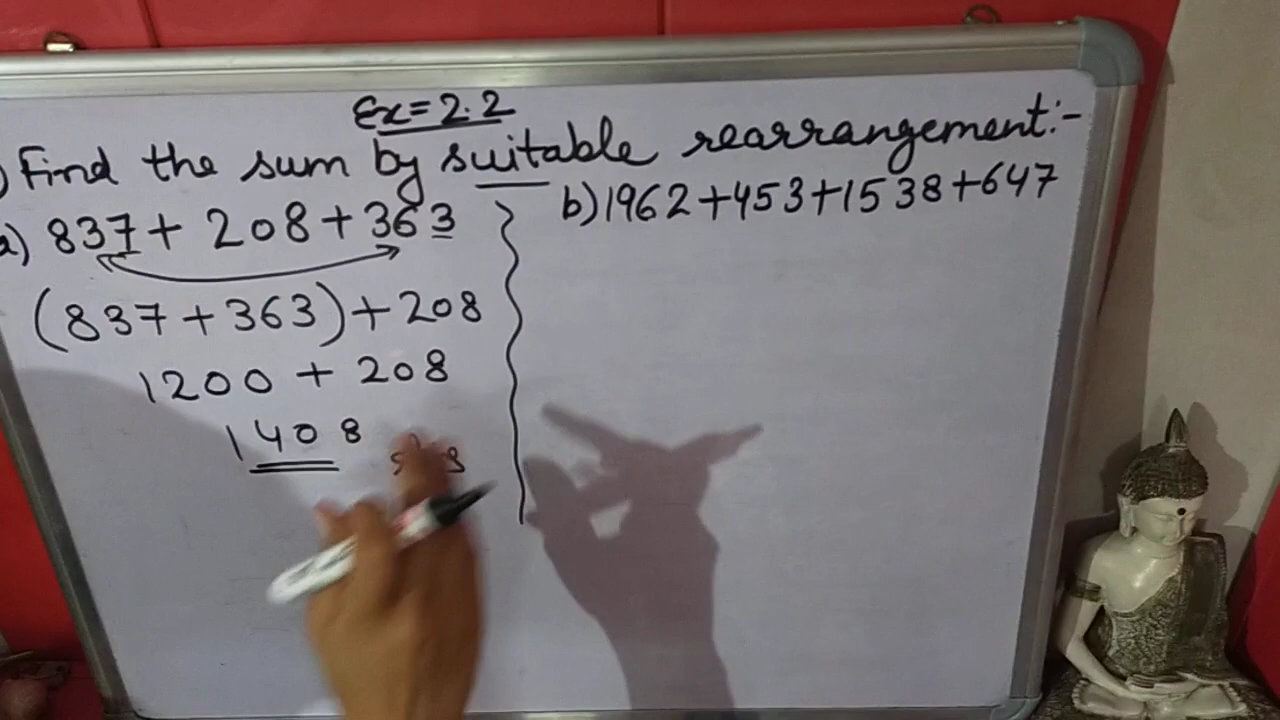 Ex = 2.2
) Find the sum by suitable rearrangement:-
a) 837 + 208 + 363
(837 + 363) + 208
1200 + 208
1408
b) 1962 + 453 + 1538 + 647